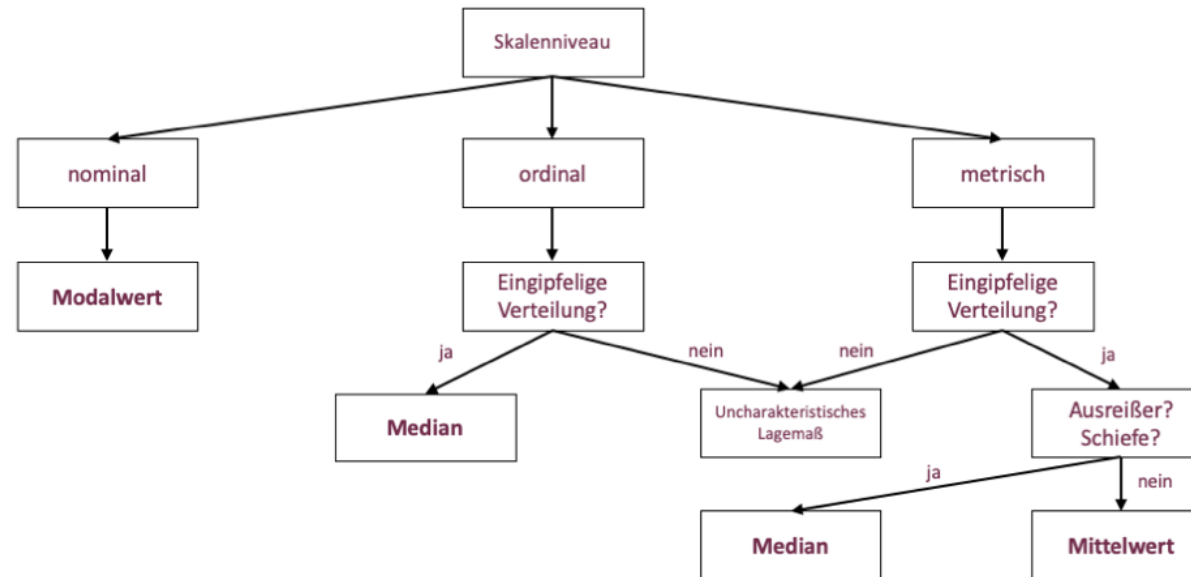 Skalenniveau
nominal
ordinal
metrisch
Modalwert
Eingipfelige
Verteilung?
Eingipfelige
Verteilung?
ja
nein
nein
ja
Median
Uncharakteristisches
Lagemaß
Ausreißer?
Schiefe?
ja
nein
Median
Mittelwert